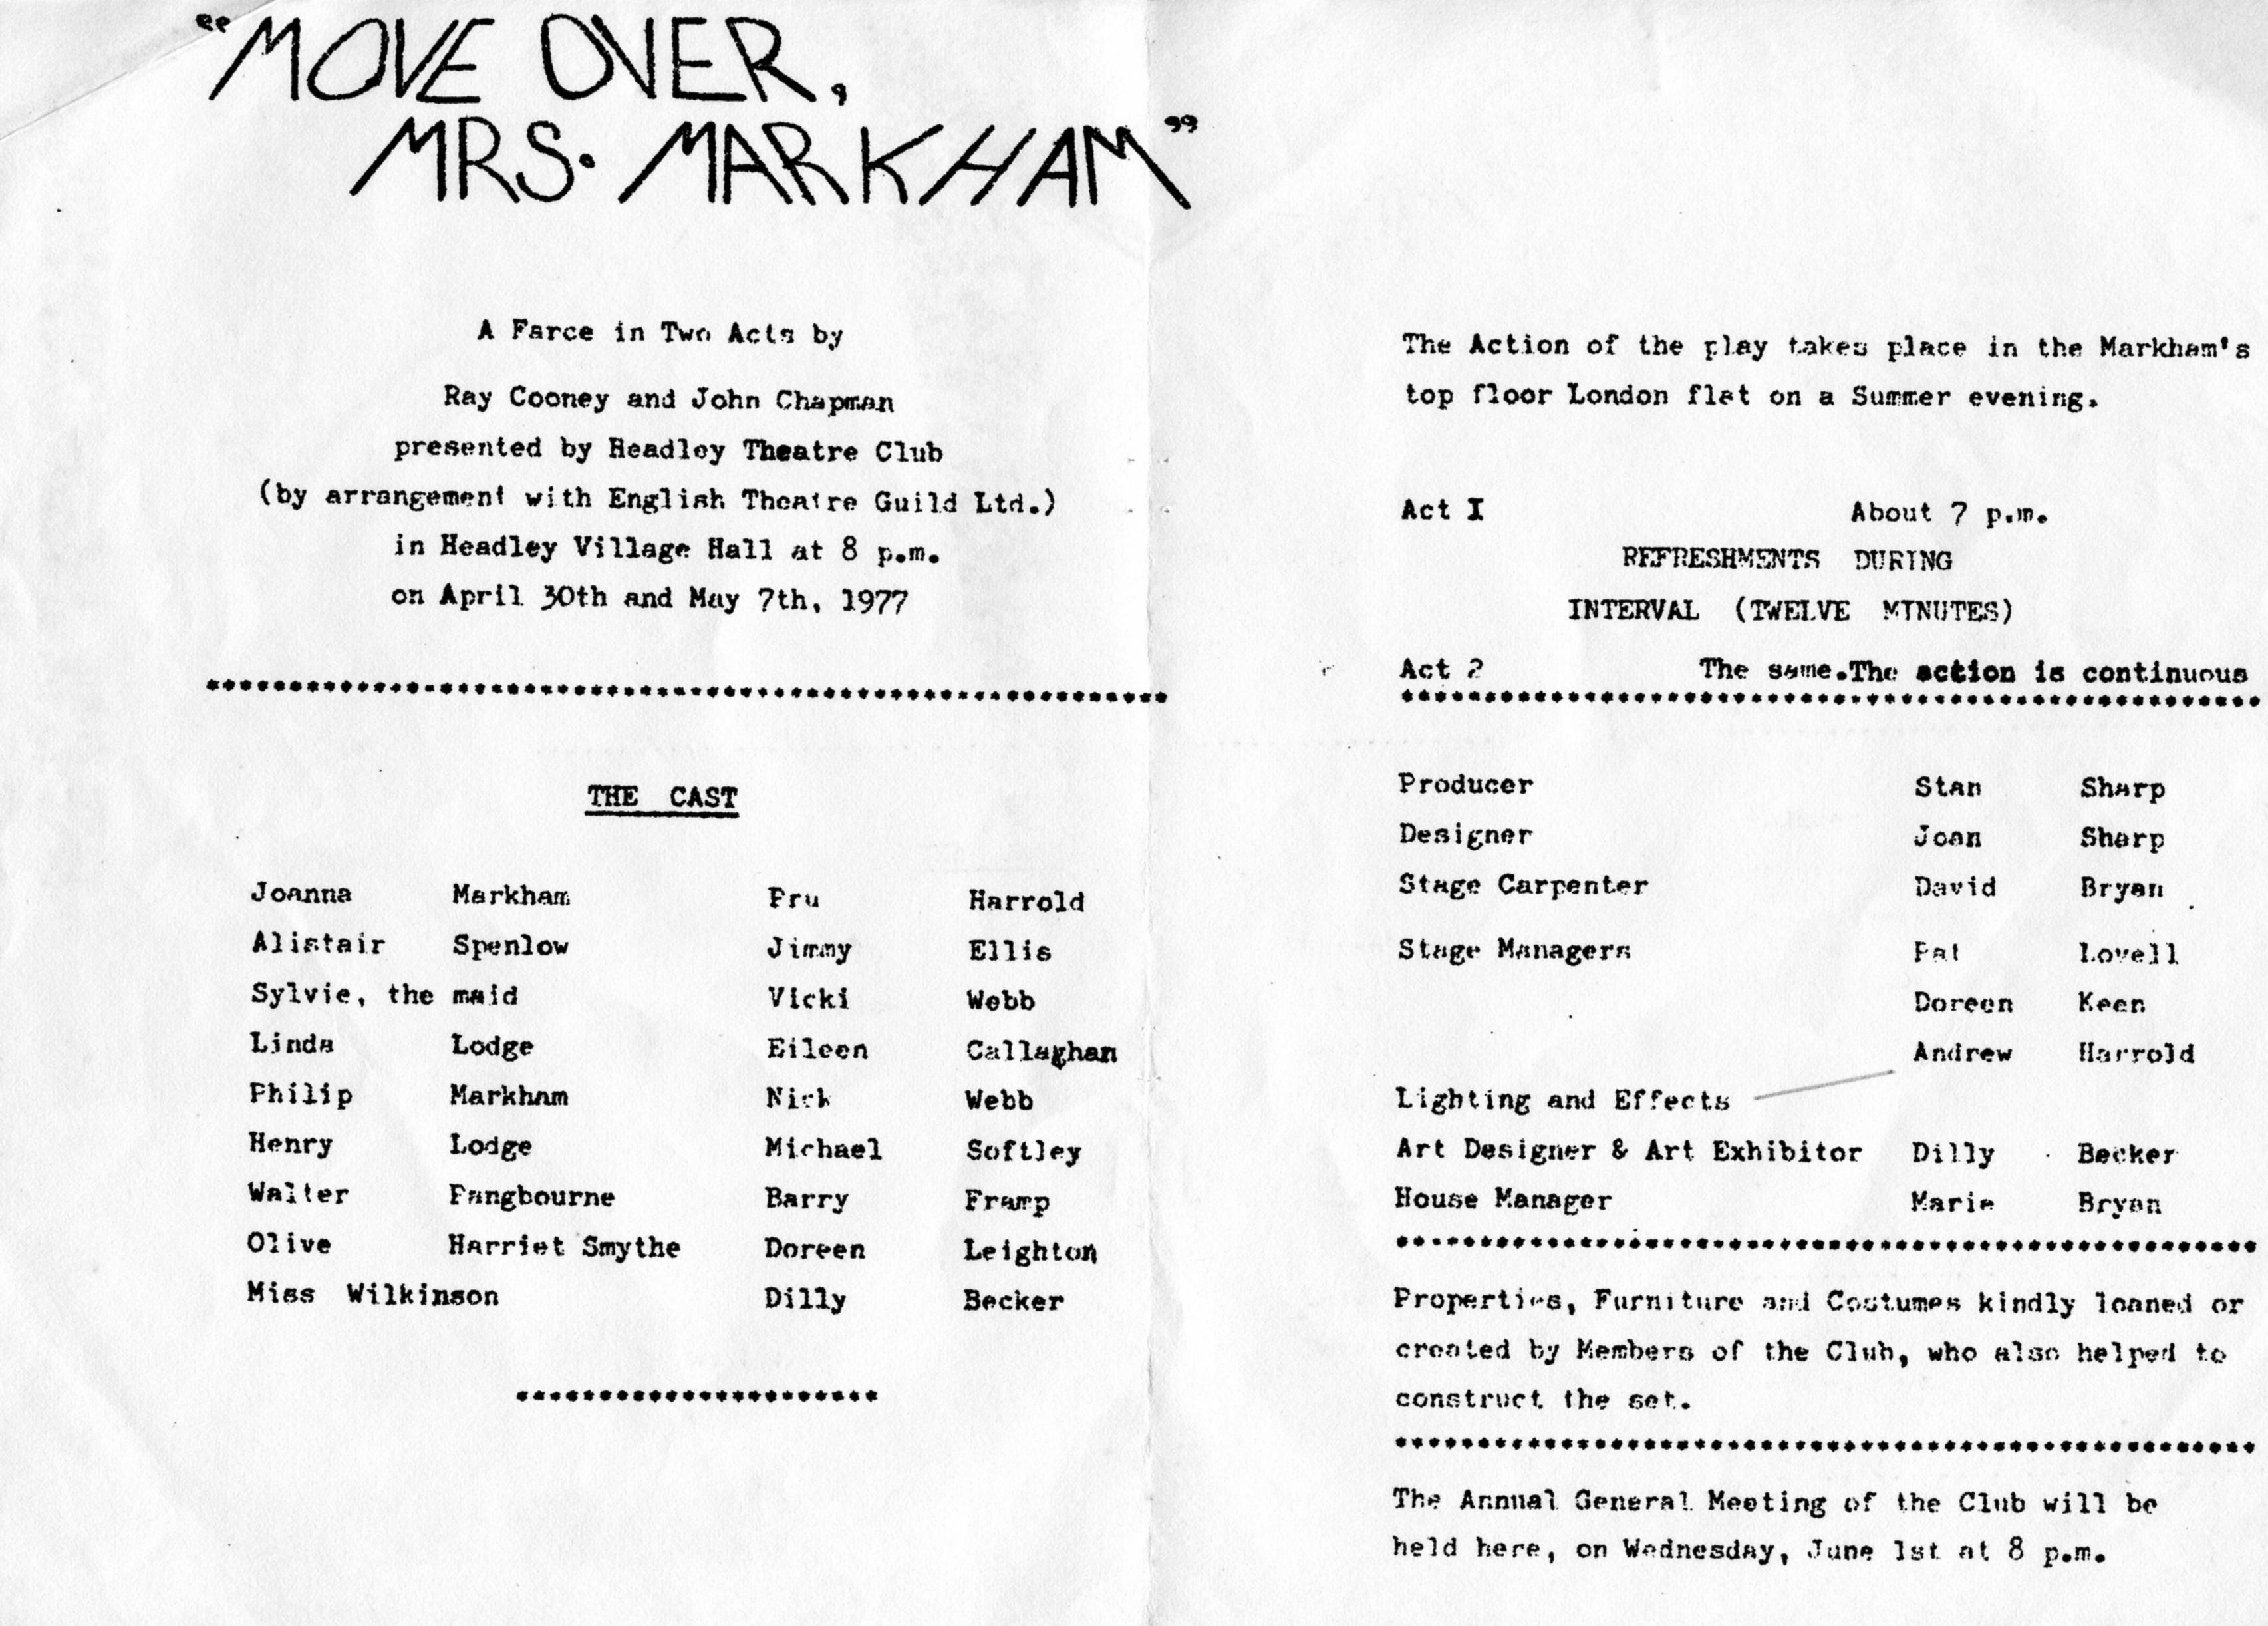 “MOVE OVER,
MRS. MARKHAM”
A Farce in Two Acts by
Ray Cooney and John Chapman
presented by Headley Theatre Club
(by arrangement with English Theatre Guild Ltd.)
in Headley Village Hall at 8 p.m.
on April 30th and May 7th, 1977
THE CAST
Joanna Markham Pru Harrold
Alistair Spenlow Jimmy Ellis
Sylvie, the maid Vicki Webb
Linda Lodge Eileen Callaghan
Philip Markham Nick Webb
Henry Lodge Michael Softley
Walter Pangbourne Barry Framp
Olive Harriet Smythe Doreen Leighton
Miss Wilkinson Dilly Becker
The Action of the play takes place in the Markham's
top floor London flat on a Summer evening.
Act I About 7 p.m.
REFRESHMENTS DURING
INTERVAL (TWELVE MINUTES)
Act 2 The same.The action is continuous
Producer Stan Sharp
Designer Joan Sharp
Stage Carpenter David Bryan
Stage Managers Pat Lovell
Doreen Keen
Andrew Harrold
Lighting and Effects
Art Designer & Art Exhibitor Dilly Becker
House Manager Marie Bryan
Properties, Furniture and Costumes kindly loaned or
created by Members of the Club, who also helped to
construct the set.
The Annual General Meeting of the Club will be
held here, on Wednesday, June 1st at 8 p.m.